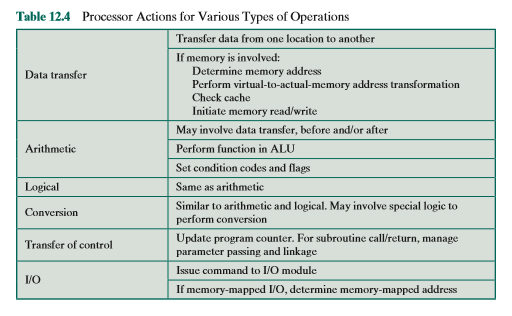 Table 12.4 Processor Actions for Various Types of Operations
Data transfer
Transfer data from one location to another
If memory is involved:
Determine memory address
Perform virtual-to-actual-memory address transformation
Check cache
Initiate memory read/write
Arithmetic
May involve data transfer, before and/or after
Perform function in ALU
Set condition codes and flags
Logical
Same as arithmetic
Conversion
Similar to arithmetic and logical. May involve special logic to
perform conversion
Transfer of control
Update program counter. For subroutine call/return, manage
parameter passing and linkage
I/O
Issue command to I/O module
If memory-mapped I/O, determine memory-mapped address